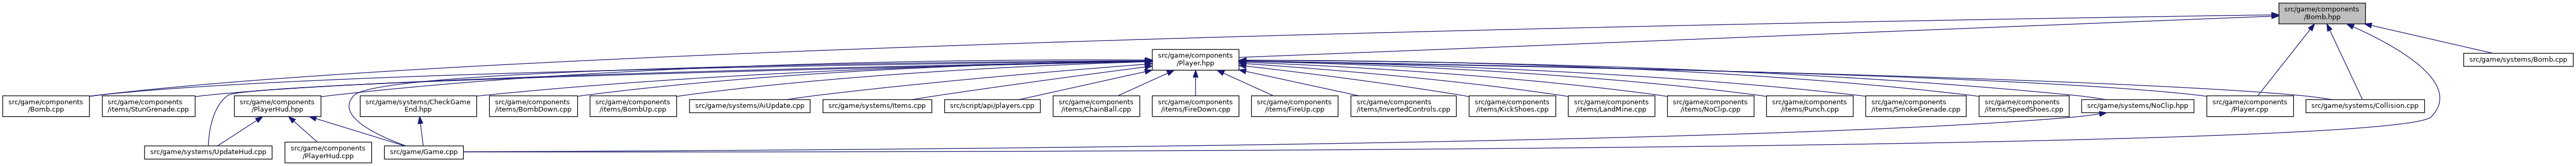 src/game/components
/Bomb.hpp
src/game/components
/Player.hpp
src/game/systems/Bomb.cpp
src/game/components
/Bomb.cpp
src/game/components
/items/StunGrenade.cpp
src/game/components
/PlayerHud.hpp
src/game/systems/CheckGame
End.hpp
src/game/components
/items/BombDown.cpp
src/game/components
/items/BombUp.cpp
src/game/systems/AiUpdate.cpp
src/game/systems/Items.cpp
src/script/api/players.cpp
src/game/components
/items/ChainBall.cpp
src/game/components
/items/FireDown.cpp
src/game/components
/items/FireUp.cpp
src/game/components
/items/InvertedControls.cpp
src/game/components
/items/KickShoes.cpp
src/game/components
/items/LandMine.cpp
src/game/components
/items/NoClip.cpp
src/game/components
/items/Punch.cpp
src/game/components
/items/SmokeGrenade.cpp
src/game/components
/items/SpeedShoes.cpp
src/game/systems/NoClip.hpp
src/game/components
/Player.cpp
src/game/systems/Collision.cpp
src/game/systems/UpdateHud.cpp
src/game/components
/PlayerHud.cpp
src/game/Game.cpp